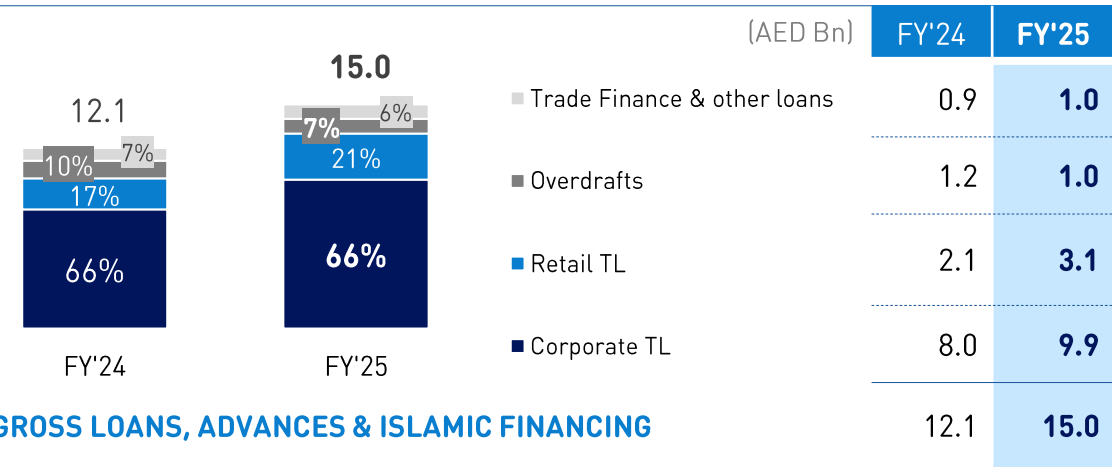 (AED Bn) FY'24 FY'25
15.0
12.1
Trade Finance & other loans 0.9 1.0
6%
7%
7%
10%
21%
Overdrafts 1.2 1.0
17%
66%
66%
Retail TL 2.1 3.1
Corporate TL 8.0 9.9
FY'24 FY'25
GROSS LOANS, ADVANCES & ISLAMIC FINANCING 12.1 15.0